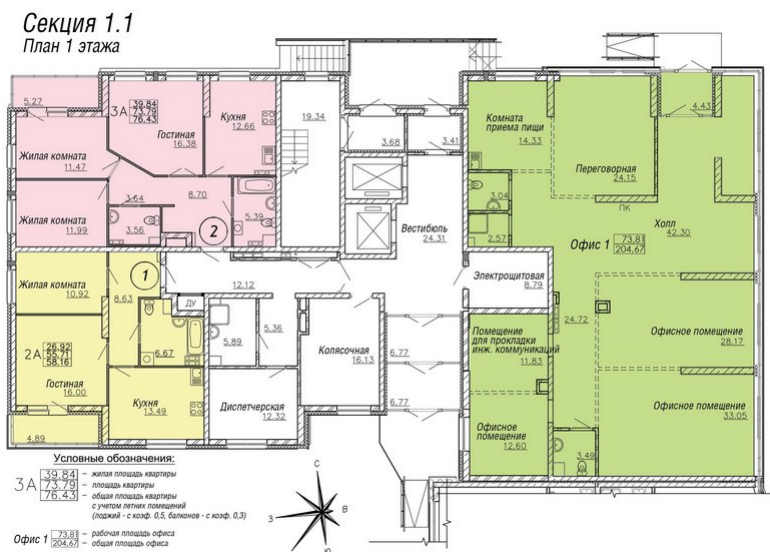 Секция 1.1
План 1 этажа
5.27
3А
39.84
73.79
76.43
Гостиная
16.38
Кухня
12.66
19.34
3.68
3.41
Комната
приема пищи
14.33
4.43
Жилая комната
11.47
Переговорная
24.15
3.64
8.70
5.39
3.04
ПК
Жилая комната
11.99
3.56
2
Вестибюль
24.31
2.57
Холл
42.30
Офис 1
73.81
204.67
Жилая комната
10.92
1
8.63
12.12
Электрощитовая
8.79
ДУ
2А
26.92
55.71
58.16
Гостиная
16.00
6.67
5.89
5.36
Колясочная
16.13
6.77
Помещение
для прокладки
инж. коммуникаций
11.83
24.72
Офисное помещение
28.17
Кухня
13.49
Диспетчерская
12.32
6.77
Офисное
помещение
12.60
Офисное помещение
33.05
3.49
4.89
Условные обозначения:
3А
39.84 – жилая площадь квартиры
73.79 – площадь квартиры
76.43 – общая площадь квартиры
с учетом летних помещений
(лоджий - с коэф. 0,5, балконов - с коэф. 0,3)
Офис 1
73.81 – рабочая площадь офиса
204.67 – общая площадь офиса
С
З
В
Ю